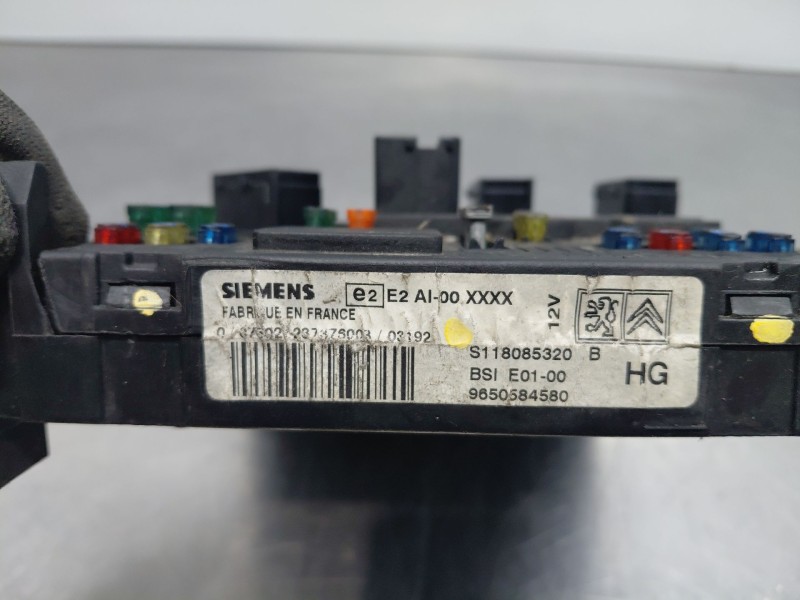 SIEMENS e2 E2 AI-00 XXXX
FABRIQUE EN FRANCE
12V
S118085320 B
BSI E01-00
HG
9650584580